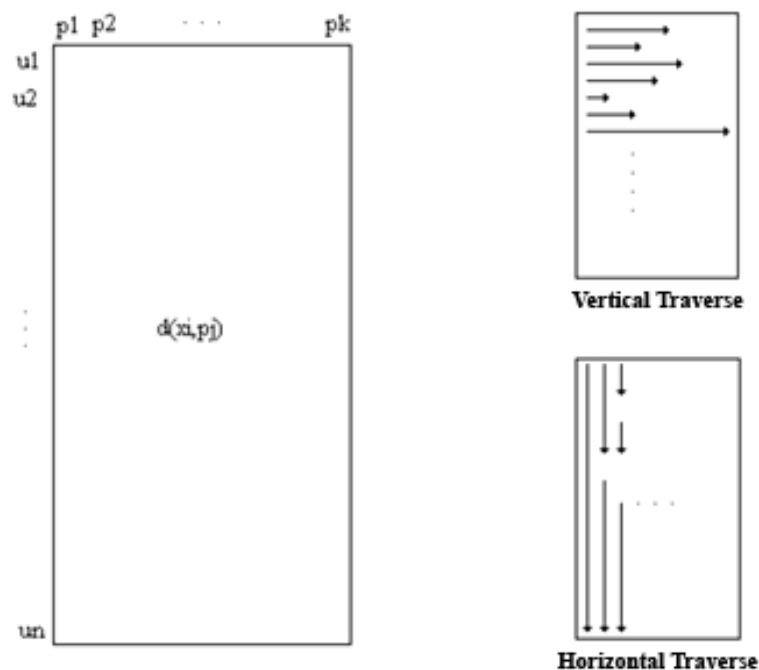 p1 p2 . . . pk
u1
u2
.
.
.
d(xi,pj)
un
.
.
.
.
Vertical Traverse
. . .
Horizontal Traverse